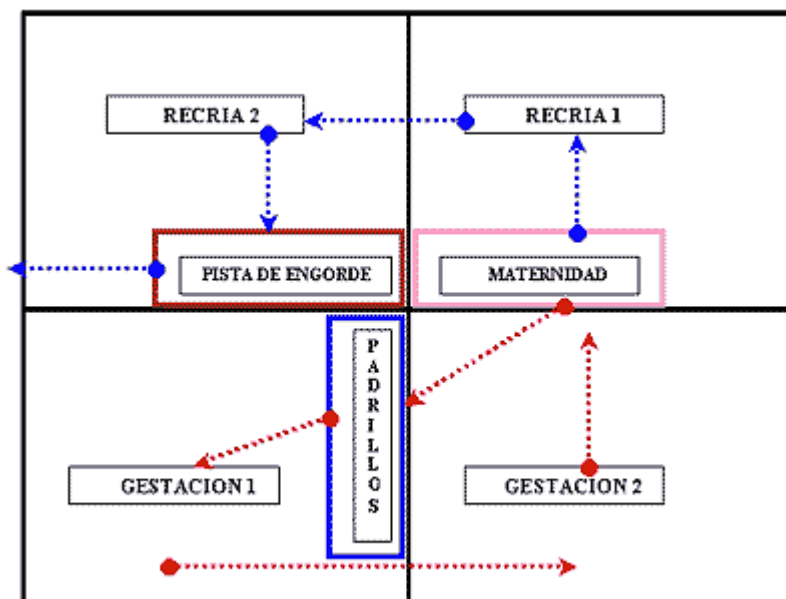 RECRIA 2
RECRIA 1
PISTA DE ENGORDE
MATERNIDAD
PADRILLOS
GESTACION 1
GESTACION 2